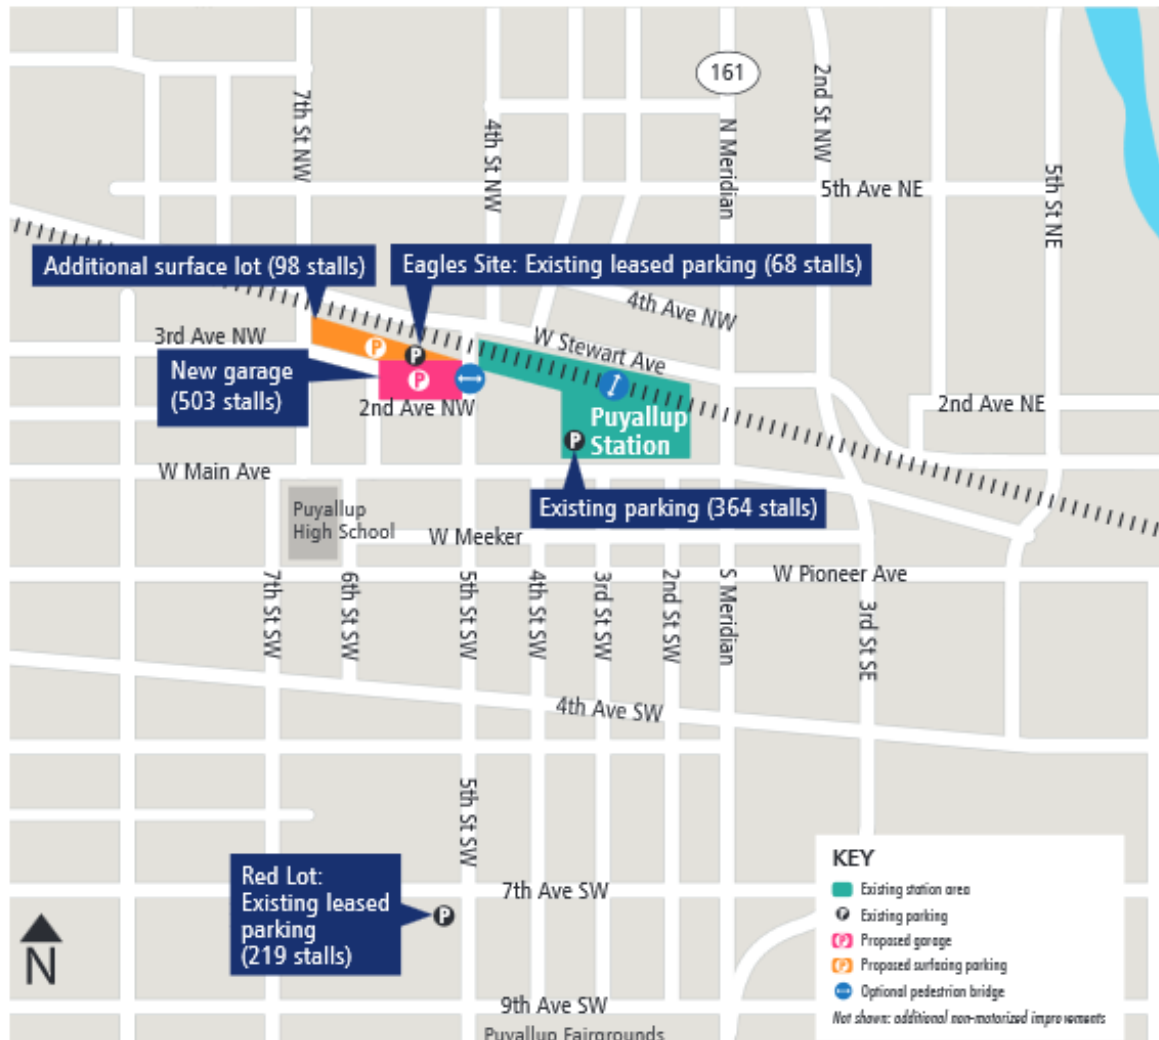 161
7th St NW
4th St NW
N Meridian
2nd St NW
5th Ave NE
5th St NE
Additional surface lot (98 stalls)
Eagles Site: Existing leased parking (68 stalls)
4th Ave NW
3rd Ave NW
W Stewart Ave
New garage
(503 stalls)
P
P
P
2nd Ave NW
2nd Ave NE
Puyallup
Station
P
W Main Ave
Existing parking (364 stalls)
Puyallup
High School
W Meeker
W Pioneer Ave
7th St SW
6th St SW
5th St SW
4th St SW
3rd St SW
2nd St SW
S Meridian
3rd St SE
4th Ave SW
5th St SW
Red Lot:
Existing leased
parking
(219 stalls)
P
7th Ave SW
9th Ave SW
Puyallup Fairgrounds
N
KEY
Existing station area
P Existing parking
P Proposed garage
P Proposed surfacing parking
Optional pedestrian bridge
Not shown: additional non-motorized improvements